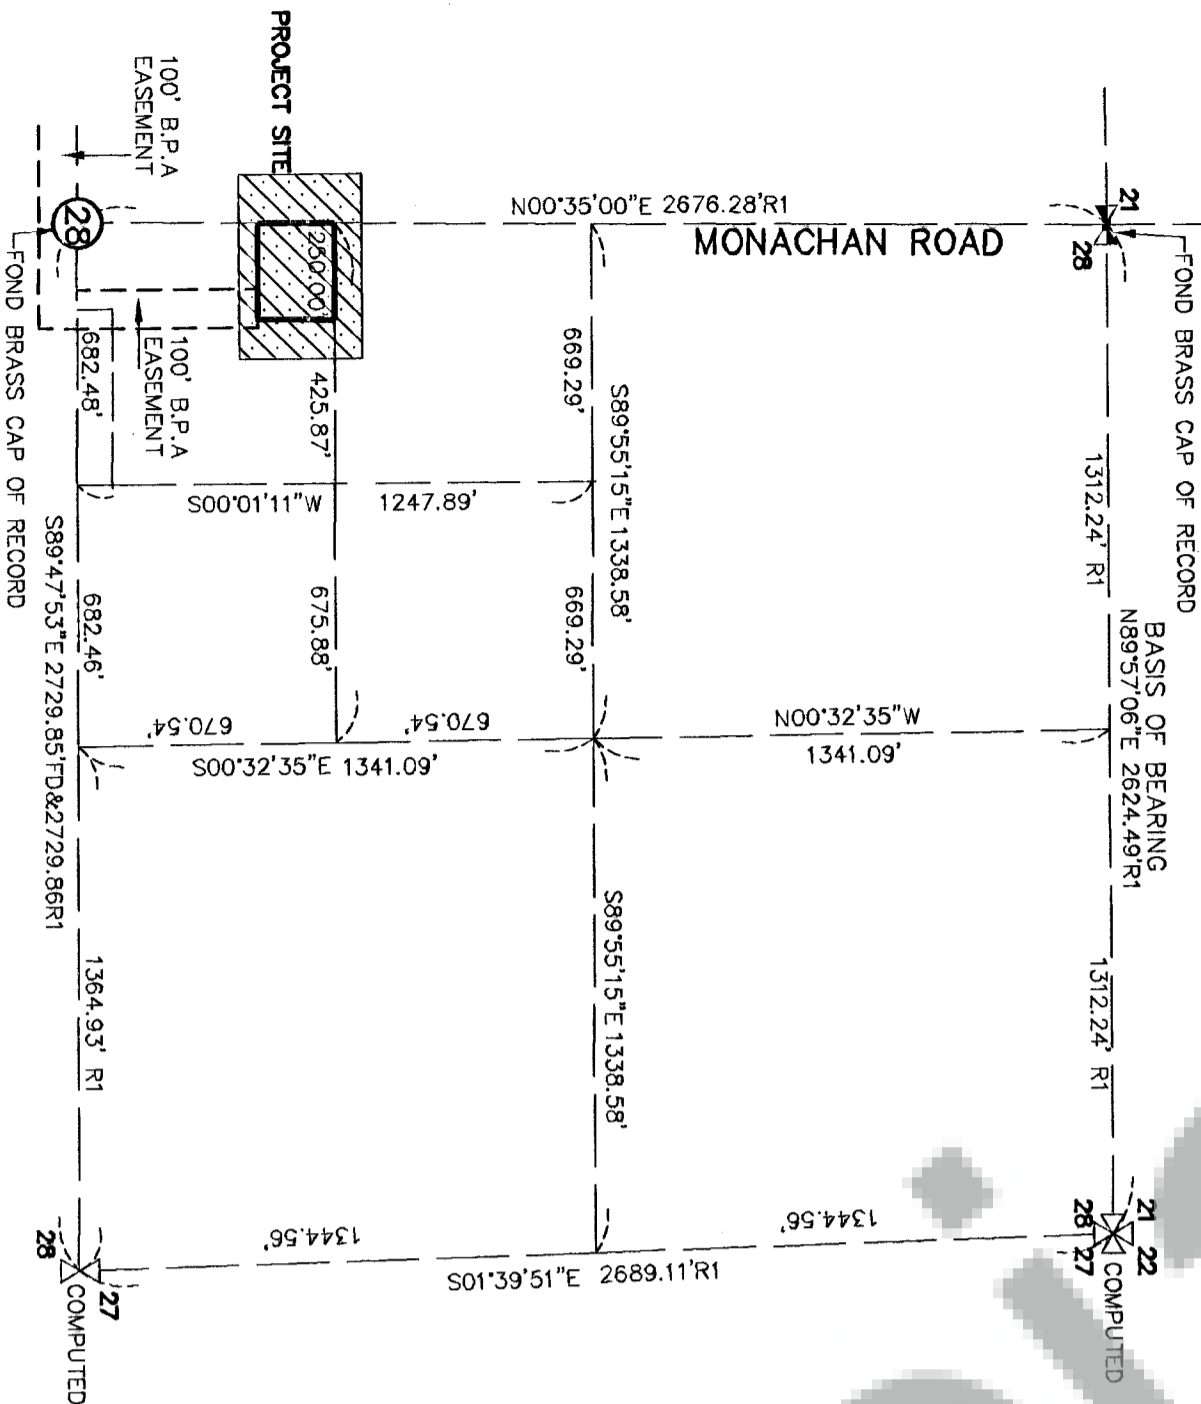 PROJECT SITE
100' B.P.A
EASEMENT
28
FOND BRASS CAP OF RECORD
100' B.P.A
EASEMENT
250.00'
N00°35'00"E 2676.28'R1
MONACHAN ROAD
21
28
FOND BRASS CAP OF RECORD
682.48'
425.87'
669.29'
S89°55'15"E 1338.58'
1312.24' R1
BASIS OF BEARING
N89°57'06"E 2624.49'R1
S00°01'11"W 1247.89'
682.46'
S89°47'53"E 2729.85'FD&2729.86R1
675.88'
669.29'
670.54'
670.54'
S00°32'35"E 1341.09'
N00°32'35"W
1341.09'
1364.93' R1
S89°55'15"E 1338.58'
1312.24' R1
1344.56'
1344.56'
S01°39'51"E 2689.11'R1
28
27
COMPUTED
21
22
28
27
COMPUTED